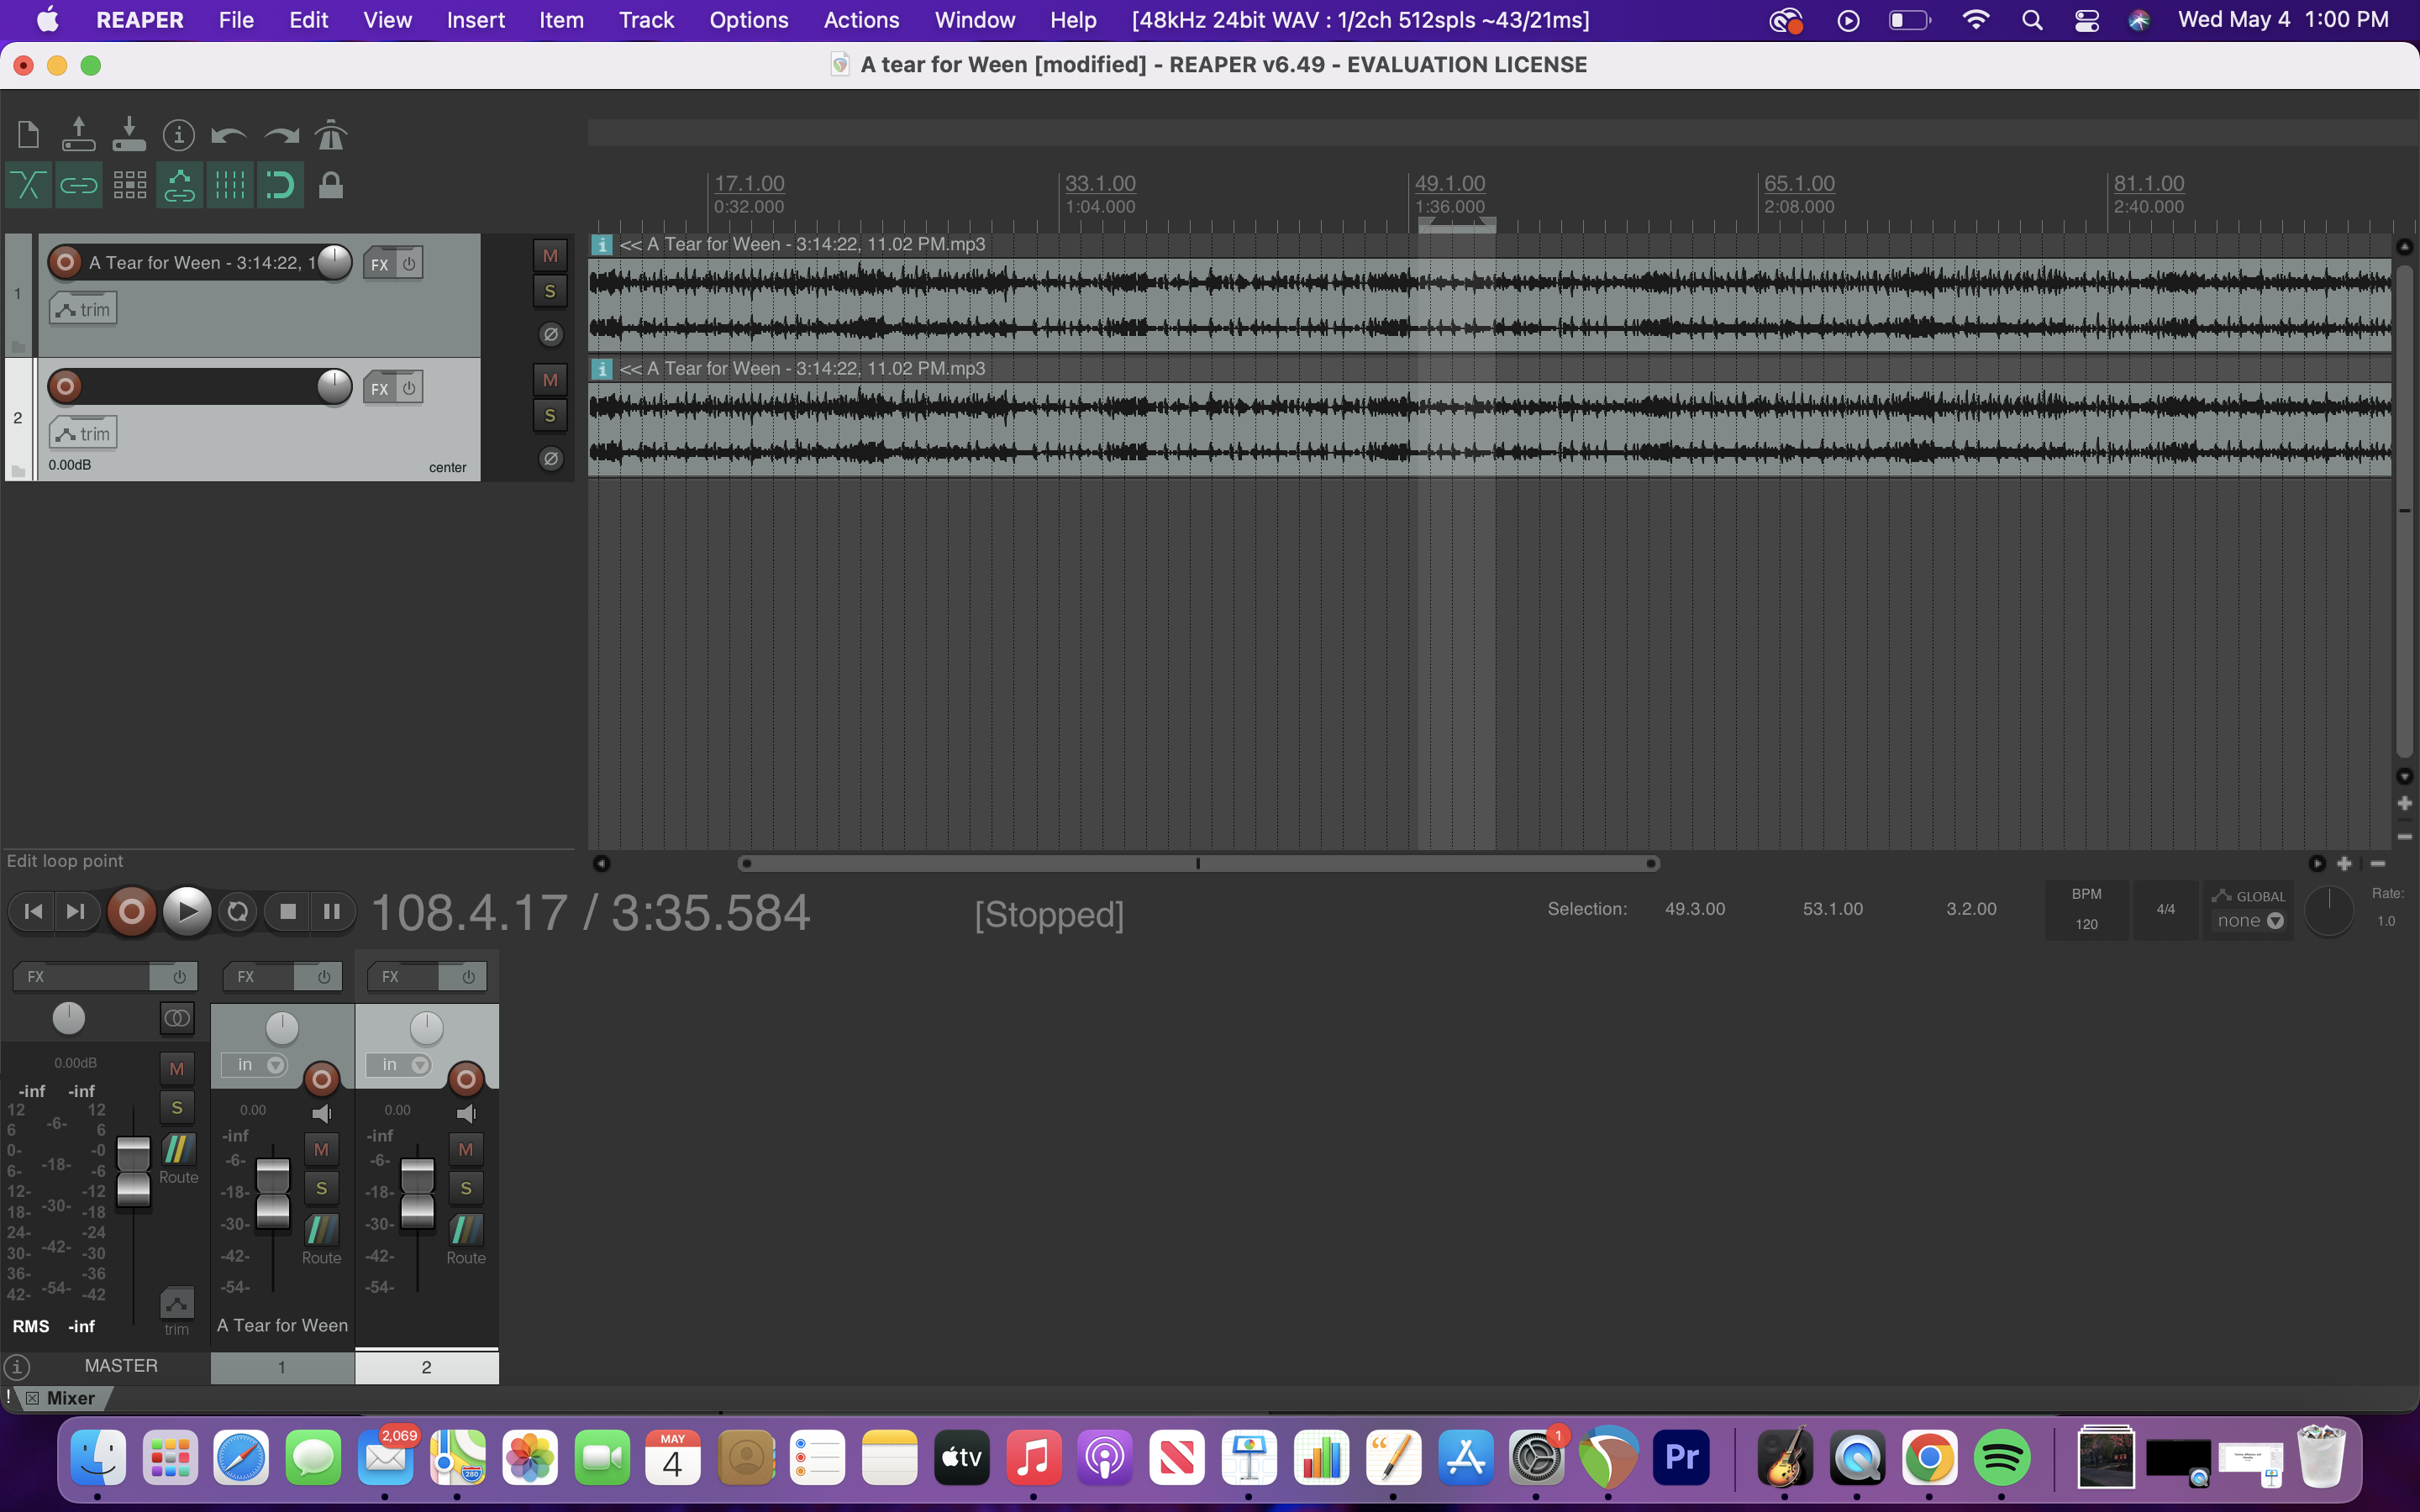 REAPER File Edit View Insert Item Track Options Actions Window Help [48kHz 24bit WAV : 1/2ch 512spls ~43/21ms] Wed May 4 1:00 PM
A tear for Ween [modified] - REAPER v6.49 - EVALUATION LICENSE
17.1.00 33.1.00 49.1.00 65.1.00 81.1.00
0:32.000 1:04.000 1:36.000 2:08.000 2:40.000
<< A Tear for Ween - 3:14:22, 11.02 PM.mp3
A Tear for Ween - 3:14:22, 1 FX M
1 S
trim
<< A Tear for Ween - 3:14:22, 11.02 PM.mp3
FX M
2 S
trim
0.00dB center
Edit loop point
108.4.17 / 3:35.584 [Stopped] Selection: 49.3.00 53.1.00 3.2.00
BPM 120 4/4 GLOBAL none Rate: 1.0
FX FX FX
in in
0.00dB M 0.00 0.00
-inf -inf S -inf M -inf M
12 -6- 12
6 6
0- -0
6- -18- -6
12- -12
18- -30- -18
24- -24
30- -42- -30
36- -36
42- -54- -42
Route
-6- -18- -30- -42- -54- S Route
-6- -18- -30- -42- -54- S Route
RMS -inf trim A Tear for Ween
MASTER 1 2
! Mixer
2,069 280 MAY 4 tv 1 Pr